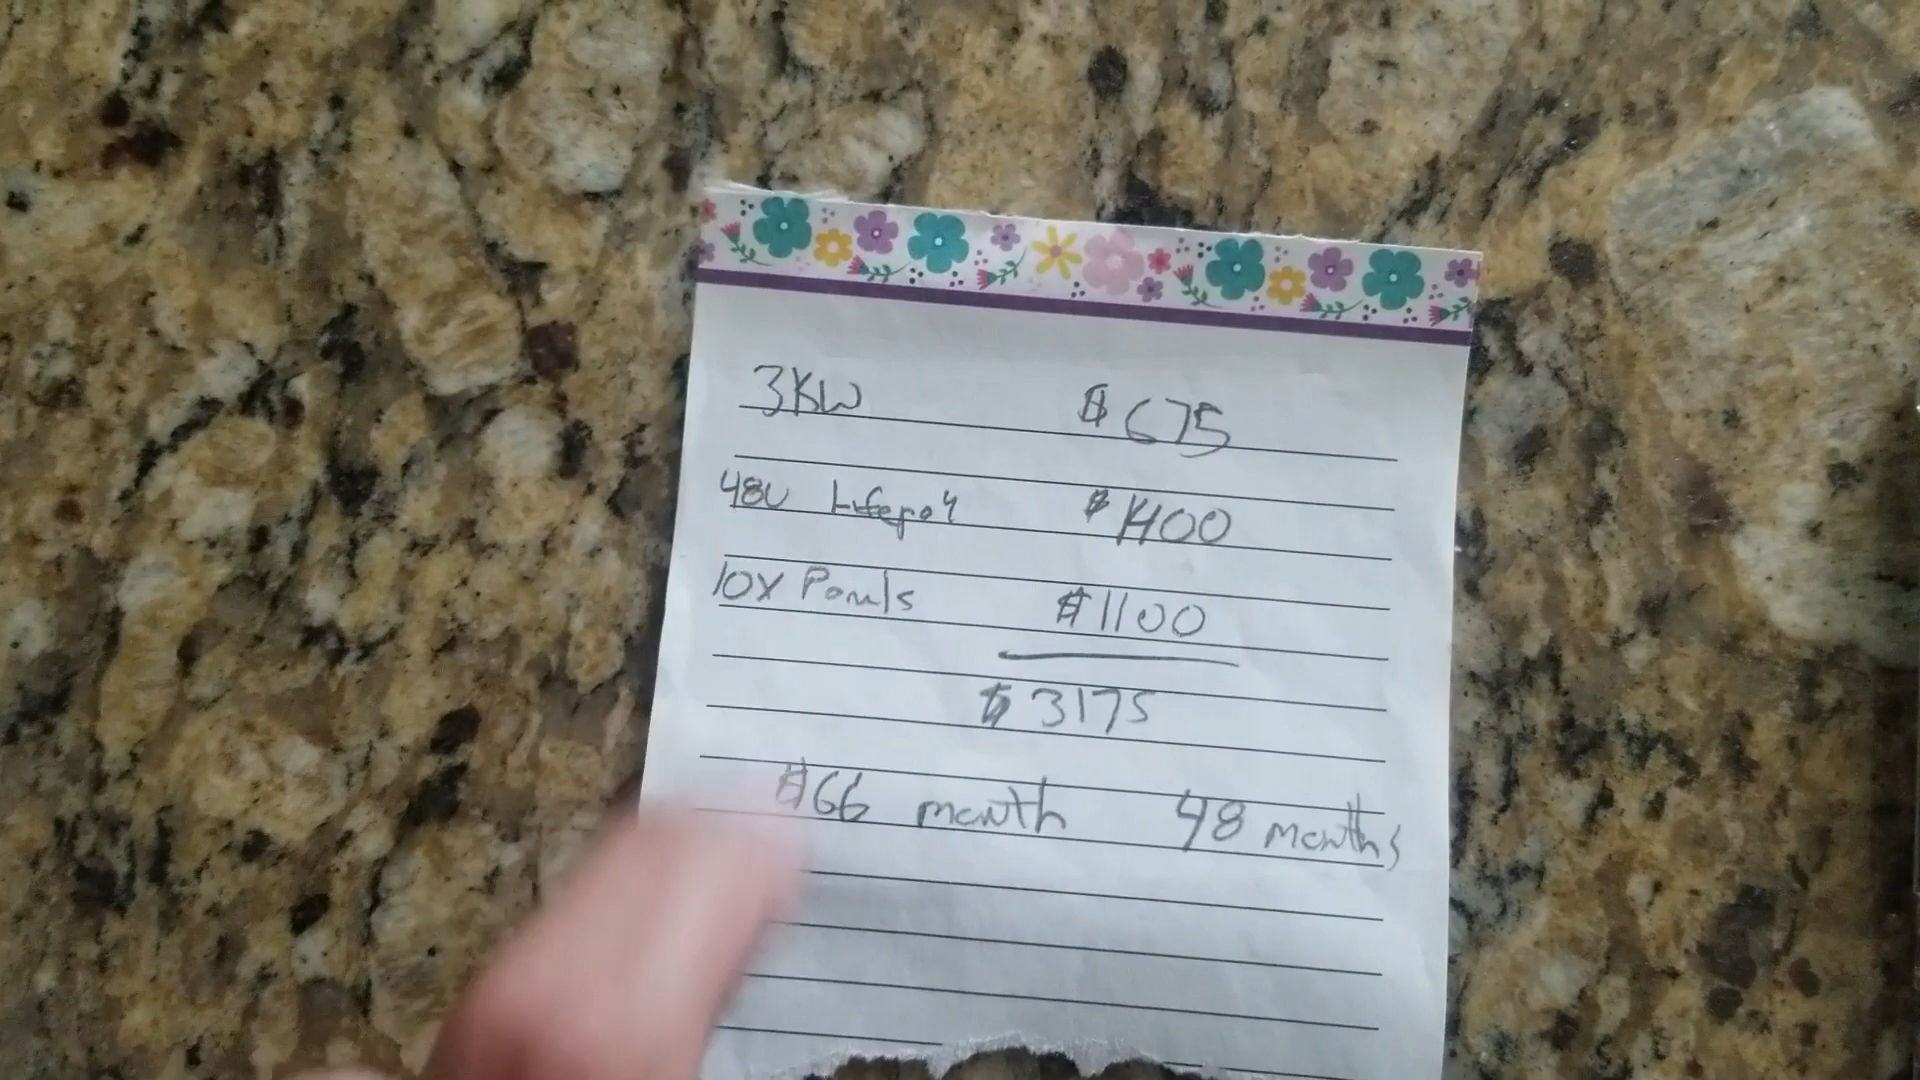 3KW $675
48V Lifepo4 $1400
10X Panels $1100
$3175
$66 month 48 months